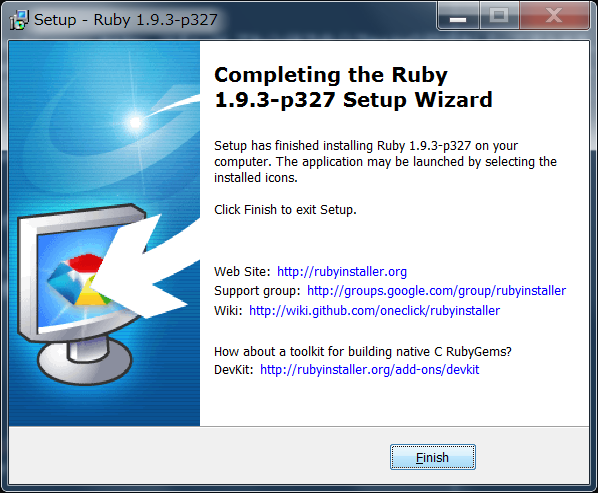 Setup - Ruby 1.9.3-p327
Completing the Ruby
1.9.3-p327 Setup Wizard
Setup has finished installing Ruby 1.9.3-p327 on your
computer. The application may be launched by selecting the
installed icons.
Click Finish to exit Setup.
Web Site: http://rubyinstaller.org
Support group: http://groups.google.com/group/rubyinstaller
Wiki: http://wiki.github.com/oneclick/rubyinstaller
How about a toolkit for building native C RubyGems?
DevKit: http://rubyinstaller.org/add-ons/devkit
Finish